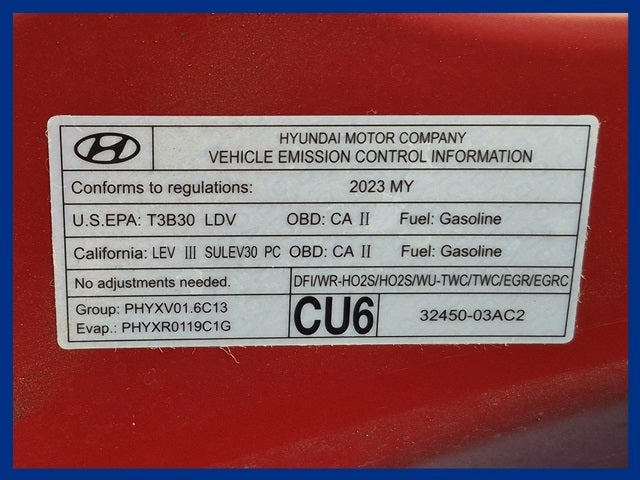 HYUNDAI MOTOR COMPANY
VEHICLE EMISSION CONTROL INFORMATION
Conforms to regulations: 2023 MY
U.S.EPA: T3B30 LDV OBD: CA II Fuel: Gasoline
California: LEV III SULEV30 PC OBD: CA II Fuel: Gasoline
No adjustments needed. DFI/WR-HO2S/HO2S/WU-TWC/TWC/EGR/EGRC
Group: PHYXV01.6C13
Evap.: PHYXR0119C1G
CU6
32450-03AC2